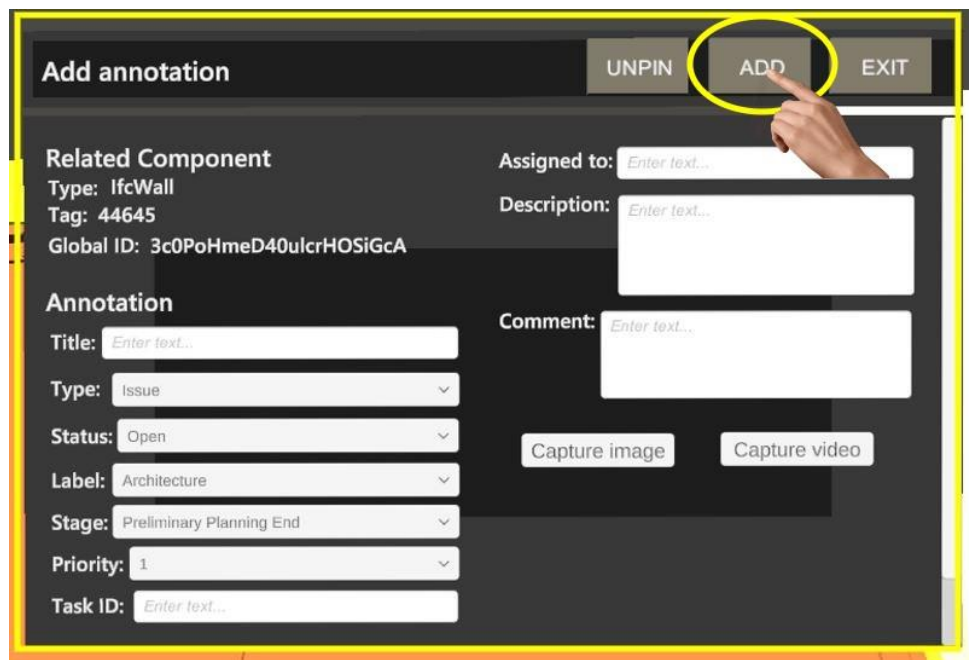 Add annotation
UNPIN
ADD
EXIT
Related Component
Type: IfcWall
Tag: 44645
Global ID: 3c0PoHmeD40ulcrHOSiGcA
Annotation
Title: Enter text...
Type: Issue
Status: Open
Label: Architecture
Stage: Preliminary Planning End
Priority: 1
Task ID: Enter text...
Assigned to: Enter text...
Description: Enter text...
Comment: Enter text...
Capture image
Capture video